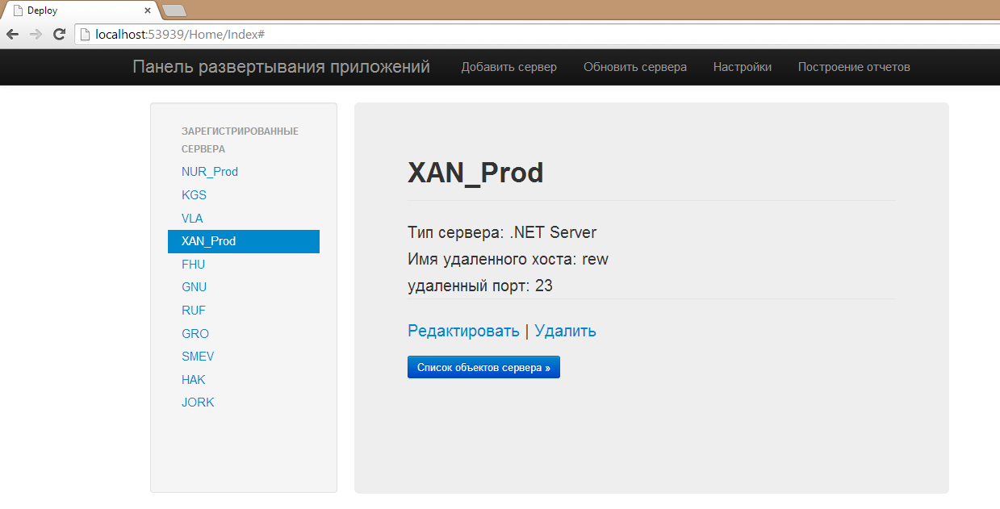 Deploy
localhost:53939/Home/Index#
Панель развертывания приложений Добавить сервер Обновить сервера Настройки Построение отчетов
ЗАРЕГИСТРИРОВАННЫЕ
СЕРВЕРА
NUR_Prod
KGS
VLA
XAN_Prod
FHU
GNU
RUF
GRO
SMEV
HAK
JORK
XAN_Prod
Тип сервера: .NET Server
Имя удаленного хоста: rew
удаленный порт: 23
Редактировать | Удалить
Список объектов сервера »